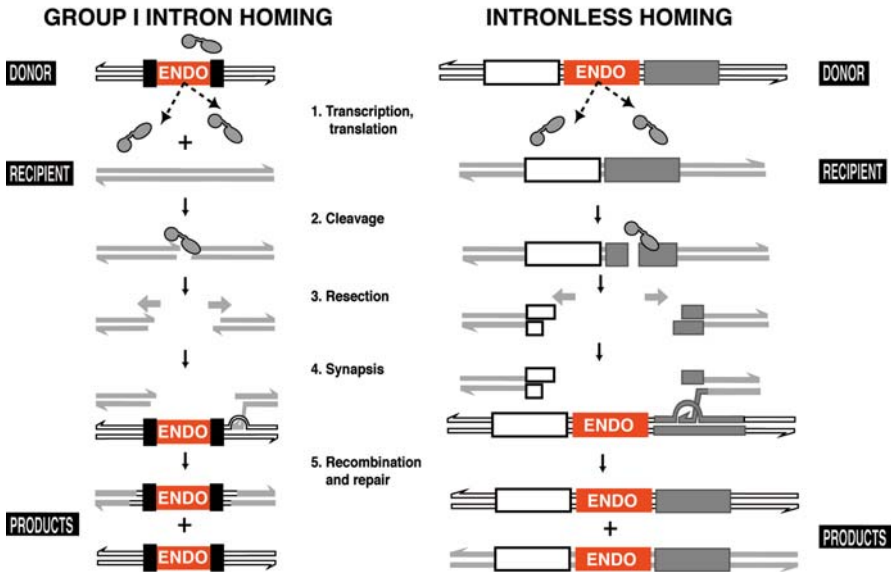 GROUP I INTRON HOMING
INTRONLESS HOMING
DONOR
ENDO
ENDO
DONOR
1. Transcription,
translation
+
RECIPIENT
RECIPIENT
2. Cleavage
3. Resection
4. Synapsis
ENDO
ENDO
5. Recombination
and repair
ENDO
ENDO
PRODUCTS
+
+
PRODUCTS
ENDO
ENDO